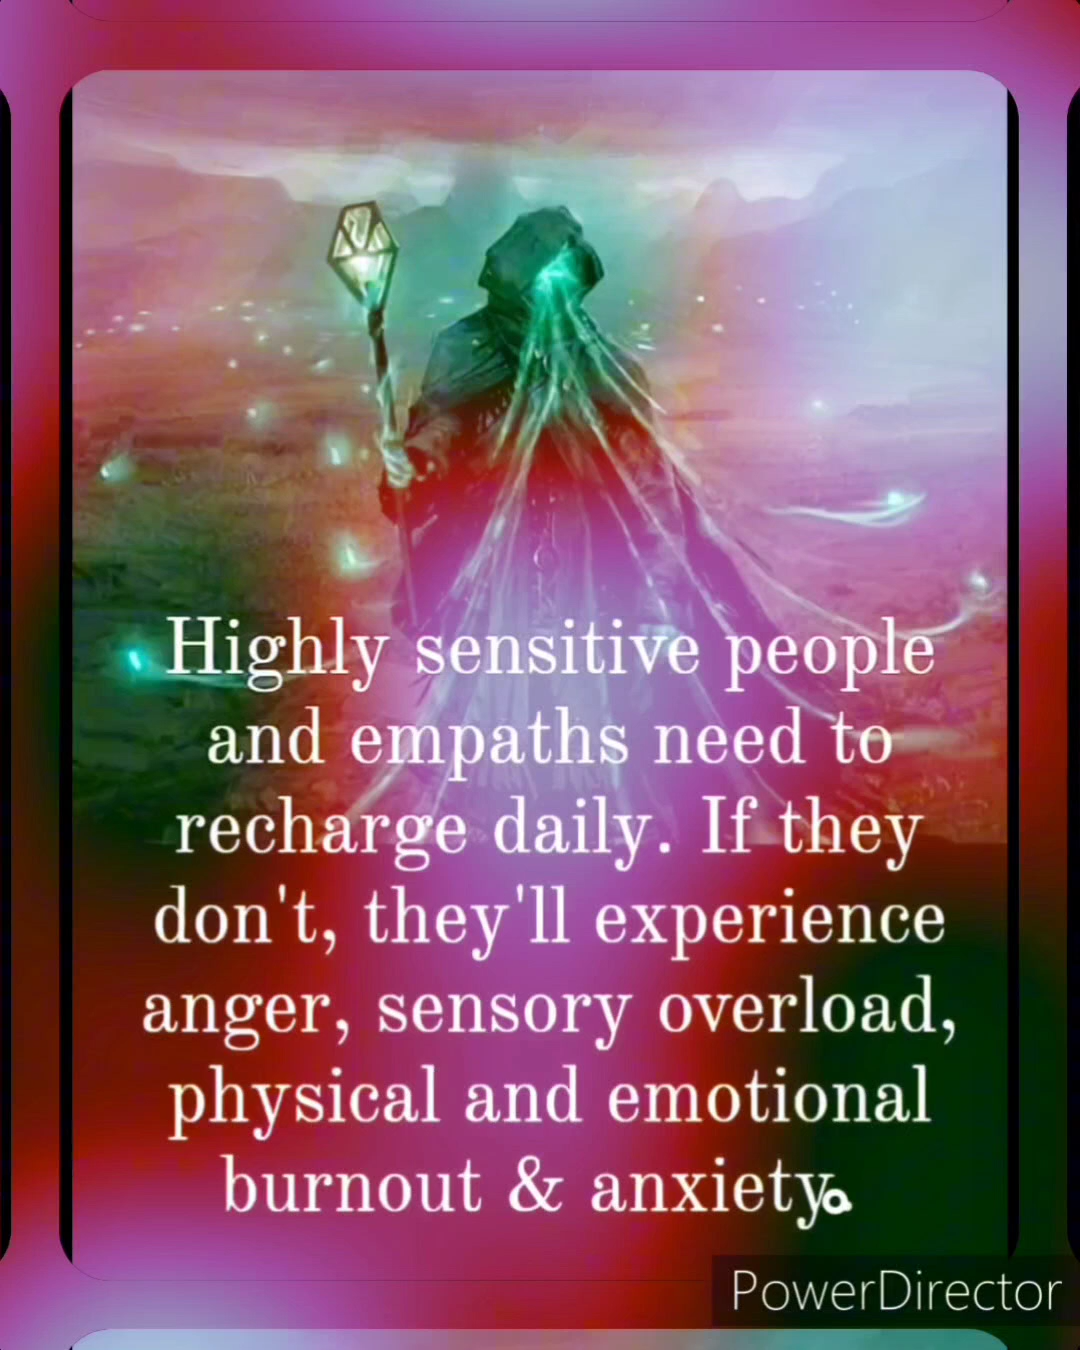 Highly sensitive people
and empaths need to
recharge daily. If they
don't, they'll experience
anger, sensory overload,
physical and emotional
burnout & anxiety.
PowerDirector